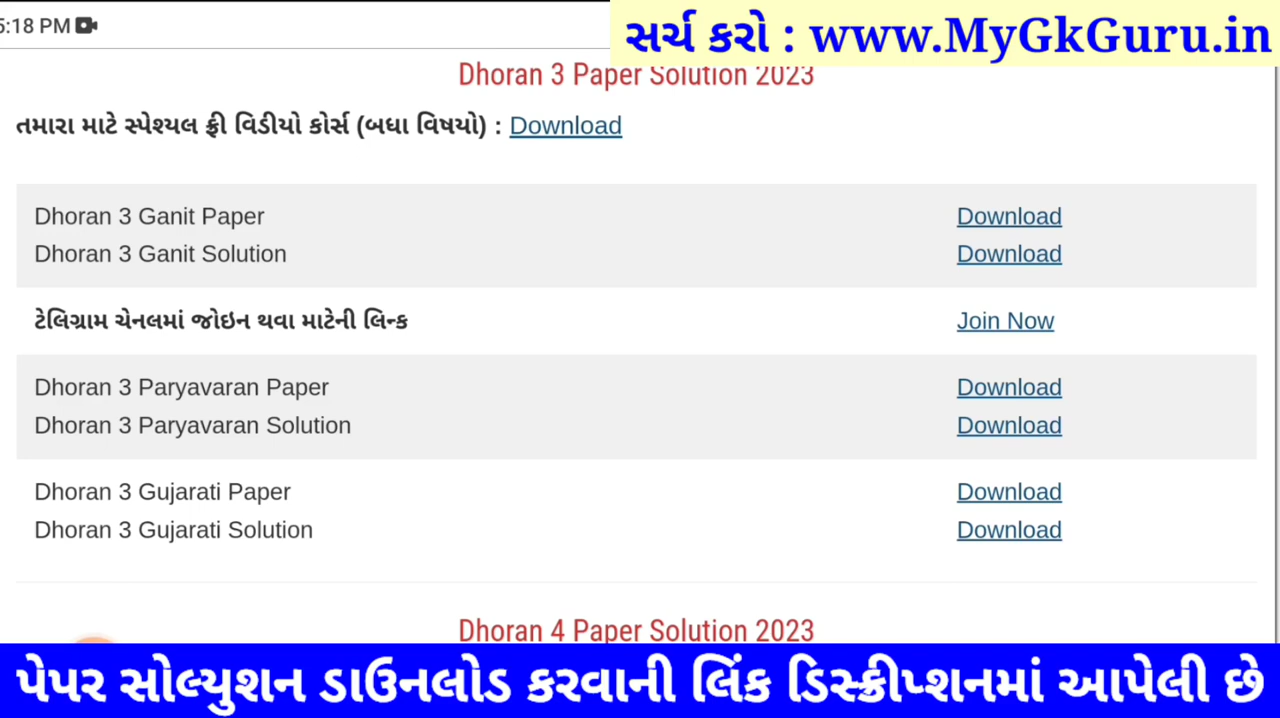 5:18 PM
સર્ચ કરો : www.MyGkGuru.in
Dhoran 3 Paper Solution 2023
તમારા માટે સ્પેશ્યલ ફ્રી વિડીયો કોર્સ (બધા વિષયો) : Download
Dhoran 3 Ganit Paper Download
Dhoran 3 Ganit Solution Download
ટેલિગ્રામ ચેનલમાં જોઇન થવા માટેની લિન્ક Join Now
Dhoran 3 Paryavaran Paper Download
Dhoran 3 Paryavaran Solution Download
Dhoran 3 Gujarati Paper Download
Dhoran 3 Gujarati Solution Download
Dhoran 4 Paper Solution 2023
પેપર સોલ્યુશન ડાઉનલોડ કરવાની લિંક ડિસ્ક્રીપ્શનમાં આપેલી છે